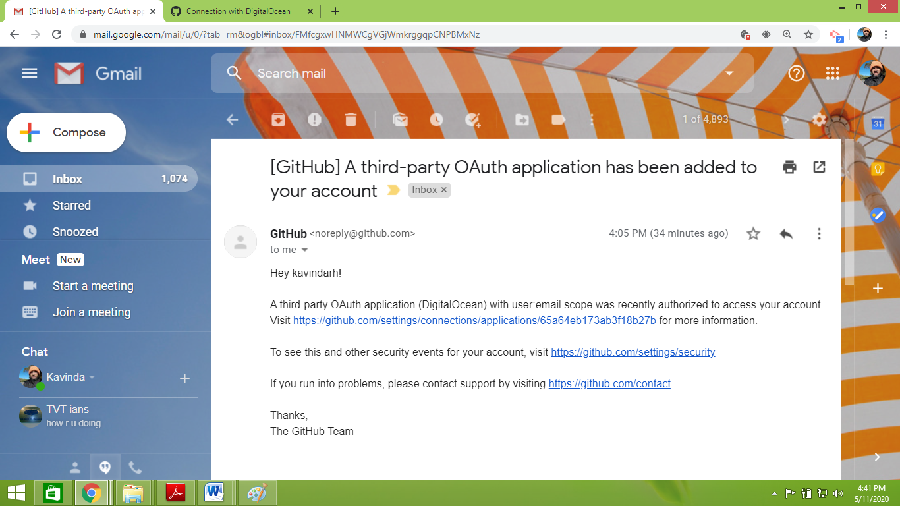 [GitHub] A third-party OAuth app
Connection with DigitalOcean
mail.google.com/mail/u/0/?tab=rm&ogbl#inbox/
Gmail
Search mail
Compose
1 of 4,893
Inbox 1,074
Starred
Snoozed
Meet New
Start a meeting
Join a meeting
Chat
Kavinda
TVT ians
how r u doing
[GitHub] A third-party OAuth application has been added to
your account Inbox
GitHub <noreply@github.com> 4:05 PM (34 minutes ago)
to me
Hey kavindarh!
A third party OAuth application (DigitalOcean) with user email scope was recently authorized to access your account.
Visit https://github.com/settings/connections/applications/65a64eb173ab3f18b27b for more information.
To see this and other security events for your account, visit https://github.com/settings/security
If you run into problems, please contact support by visiting https://github.com/contact
Thanks,
The GitHub Team
31
4:41 PM
5/11/2020